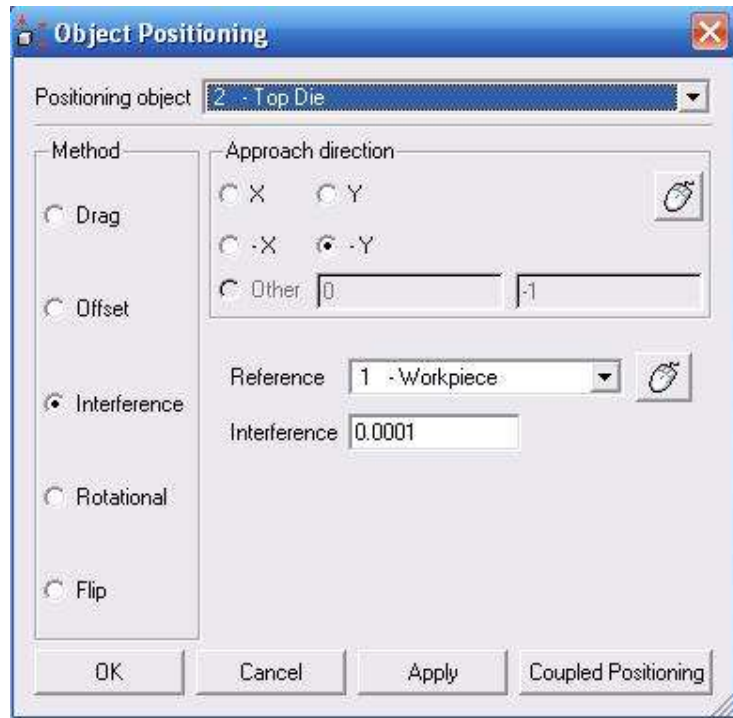 Object Positioning
Positioning object 2 - Top Die
Method
Drag
Offset
Interference
Rotational
Flip
Approach direction
X Y
-X -Y
Other 0 -1
Reference 1 - Workpiece
Interference 0.0001
OK Cancel Apply Coupled Positioning